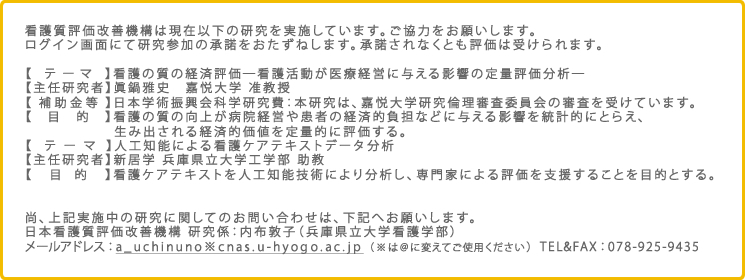 看護質評価改善機構は現在以下の研究を実施しています。ご協力をお願いします。
ログイン画面にて研究参加の承諾をおたずねします。承諾されなくとも評価は受けられます。
【　テ ー マ　】看護の質の経済評価―看護活動が医療経営に与える影響の定量評価分析―
【主任研究者】眞鍋雅史　嘉悦大学 准教授
【 補助金等 】日本学術振興会科学研究費：本研究は、嘉悦大学研究倫理審査委員会の審査を受けています。
【　目　的　】看護の質の向上が病院経営や患者の経済的負担などに与える影響を統計的にとらえ、
生み出される経済的価値を定量的に評価する。
【　テ ー マ　】人工知能による看護ケアテキストデータ分析
【主任研究者】新居学 兵庫県立大学工学部 助教
【　目　的　】看護ケアテキストを人工知能技術により分析し、専門家による評価を支援することを目的とする。
尚、上記実施中の研究に関してのお問い合わせは、下記へお願いします。
日本看護質評価改善機構 研究係：内布敦子（兵庫県立大学看護学部）
メールアドレス：a_uchinuno※cnas.u-hyogo.ac.jp （※は＠に変えてご使用ください） TEL&FAX：078-925-9435